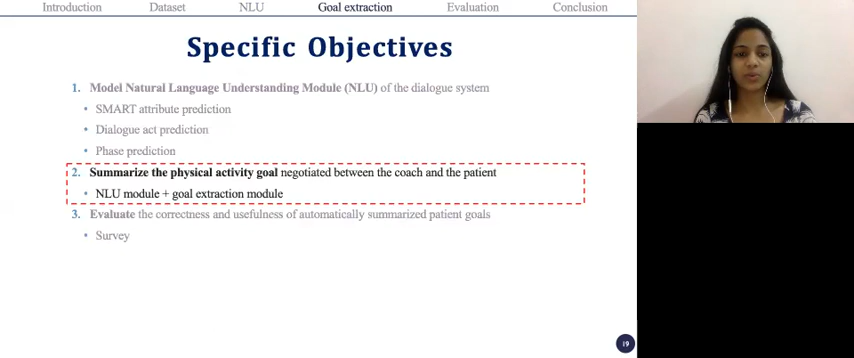 Introduction Dataset NLU Goal extraction Evaluation Conclusion
Specific Objectives
1. Model Natural Language Understanding Module (NLU) of the dialogue system
• SMART attribute prediction
• Dialogue act prediction
• Phase prediction
2. Summarize the physical activity goal negotiated between the coach and the patient
• NLU module + goal extraction module
3. Evaluate the correctness and usefulness of automatically summarized patient goals
• Survey
19